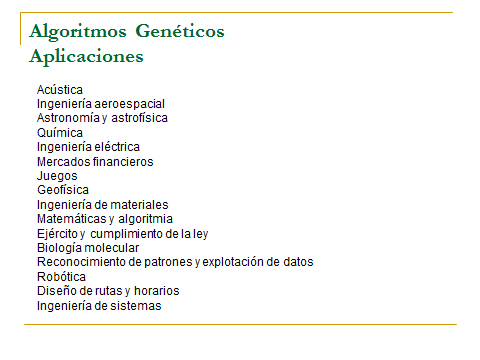 Algoritmos Genéticos
Aplicaciones
Acústica
Ingeniería aeroespacial
Astronomía y astrofísica
Química
Ingeniería eléctrica
Mercados financieros
Juegos
Geofísica
Ingeniería de materiales
Matemáticas y algoritmia
Ejército y cumplimiento de la ley
Biología molecular
Reconocimiento de patrones y explotación de datos
Robótica
Diseño de rutas y horarios
Ingeniería de sistemas